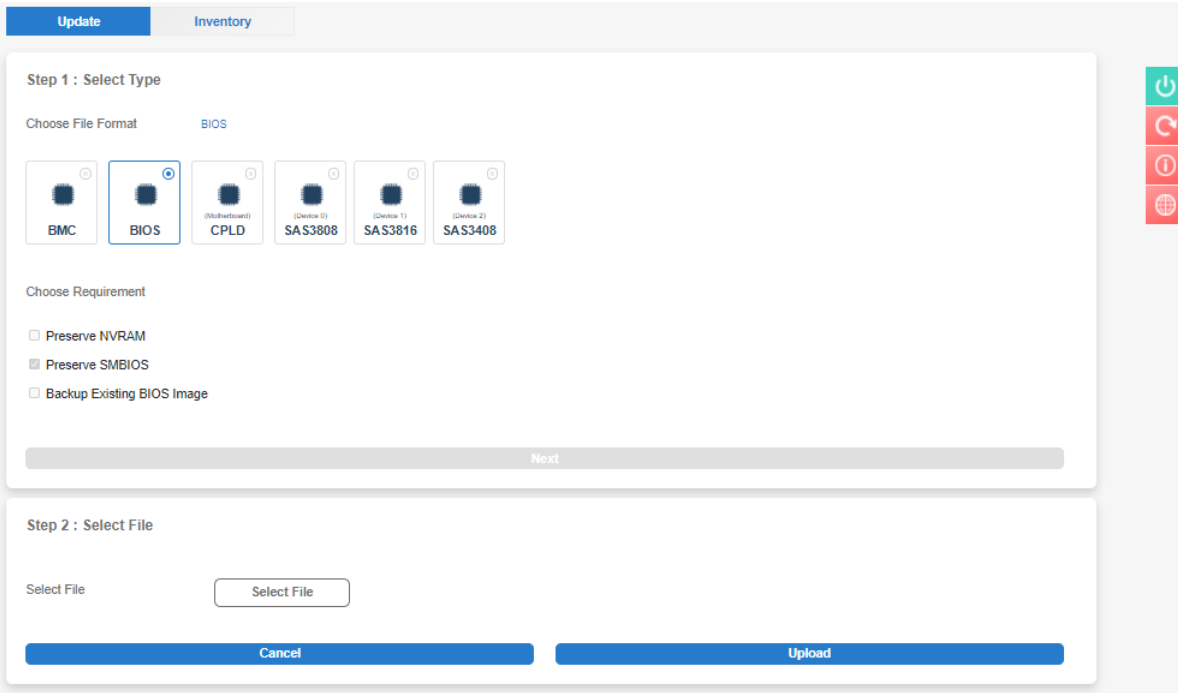 Update Inventory
Step 1 : Select Type
Choose File Format BIOS
(Motherboard) (Device 0) (Device 1) (Device 2)
BMC BIOS CPLD SAS3808 SAS3816 SAS3408
Choose Requirement
Preserve NVRAM
Preserve SMBIOS
Backup Existing BIOS Image
Next
Step 2 : Select File
Select File Select File
Cancel Upload